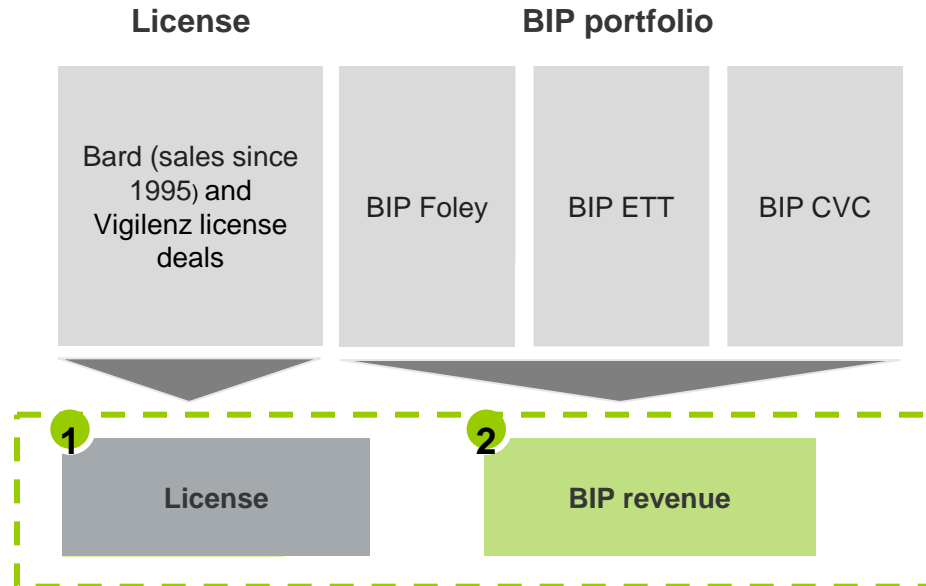 License
BIP portfolio
Bard (sales since
1995) and
Vigilenz license
deals
BIP Foley
BIP ETT
BIP CVC
1
2
License
BIP revenue